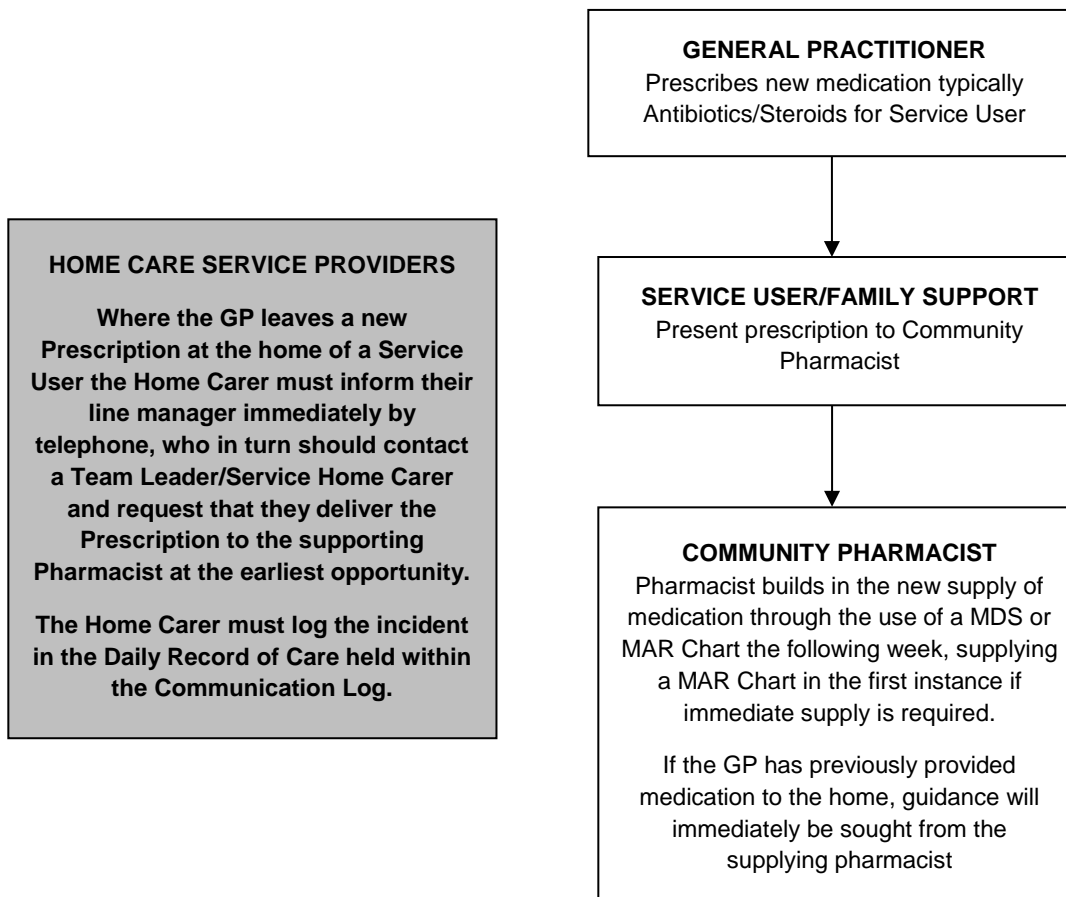 GENERAL PRACTITIONER
Prescribes new medication typically
Antibiotics/Steroids for Service User
HOME CARE SERVICE PROVIDERS
Where the GP leaves a new
Prescription at the home of a Service
User the Home Carer must inform their
line manager immediately by
telephone, who in turn should contact
a Team Leader/Service Home Carer
and request that they deliver the
Prescription to the supporting
Pharmacist at the earliest opportunity.
The Home Carer must log the incident
in the Daily Record of Care held within
the Communication Log.
SERVICE USER/FAMILY SUPPORT
Present prescription to Community
Pharmacist
COMMUNITY PHARMACIST
Pharmacist builds in the new supply of
medication through the use of a MDS or
MAR Chart the following week, supplying
a MAR Chart in the first instance if
immediate supply is required.
If the GP has previously provided
medication to the home, guidance will
immediately be sought from the
supplying pharmacist